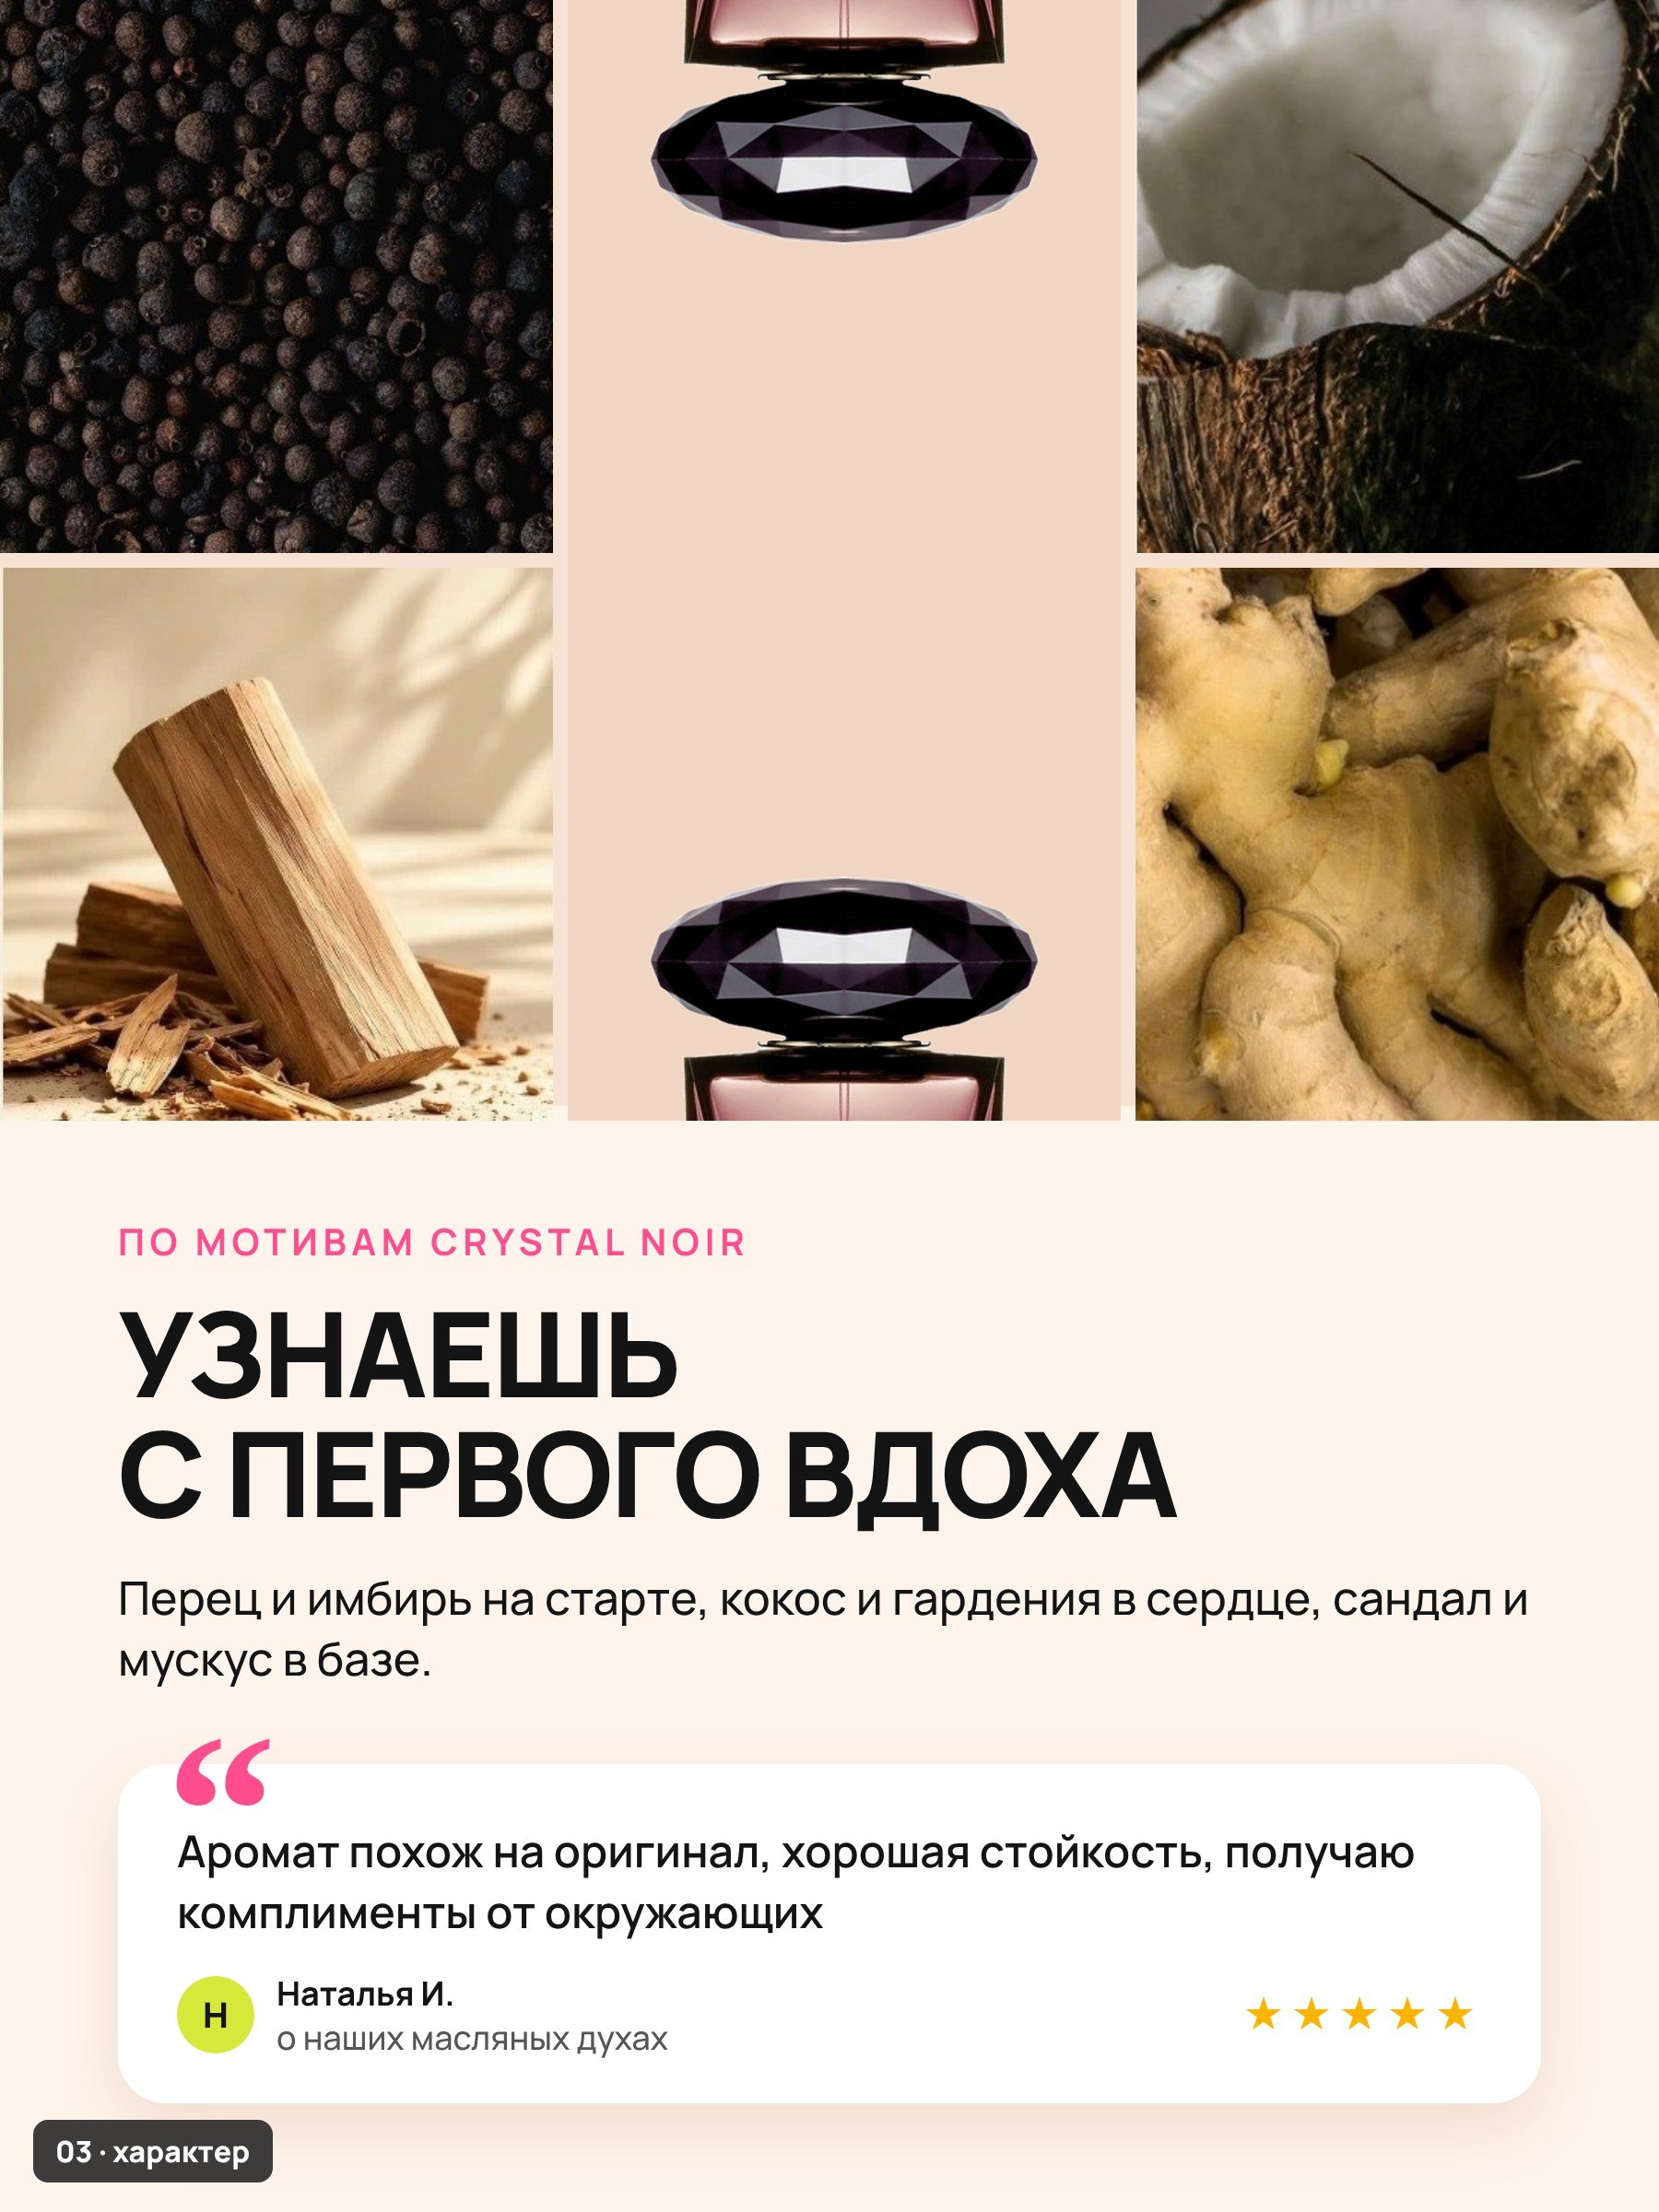 ПО МОТИВАМ CRYSTAL NOIR
УЗНАЕШЬ
С ПЕРВОГО ВДОХА
Перец и имбирь на старте, кокос и гардения в сердце, сандал и
мускус в базе.
“
Аромат похож на оригинал, хорошая стойкость, получаю
комплименты от окружающих
Н
Наталья И.
о наших масляных духах
★★★★★
03 · характер